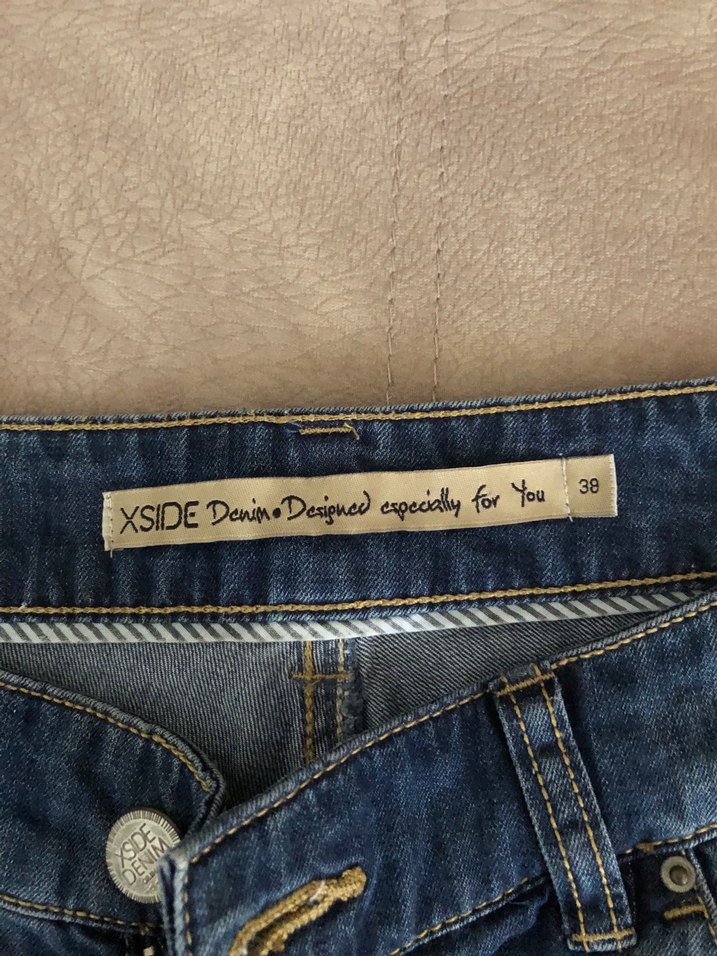 XSIDE Denim•Designed especially for You 38
XSIDE
DENIM